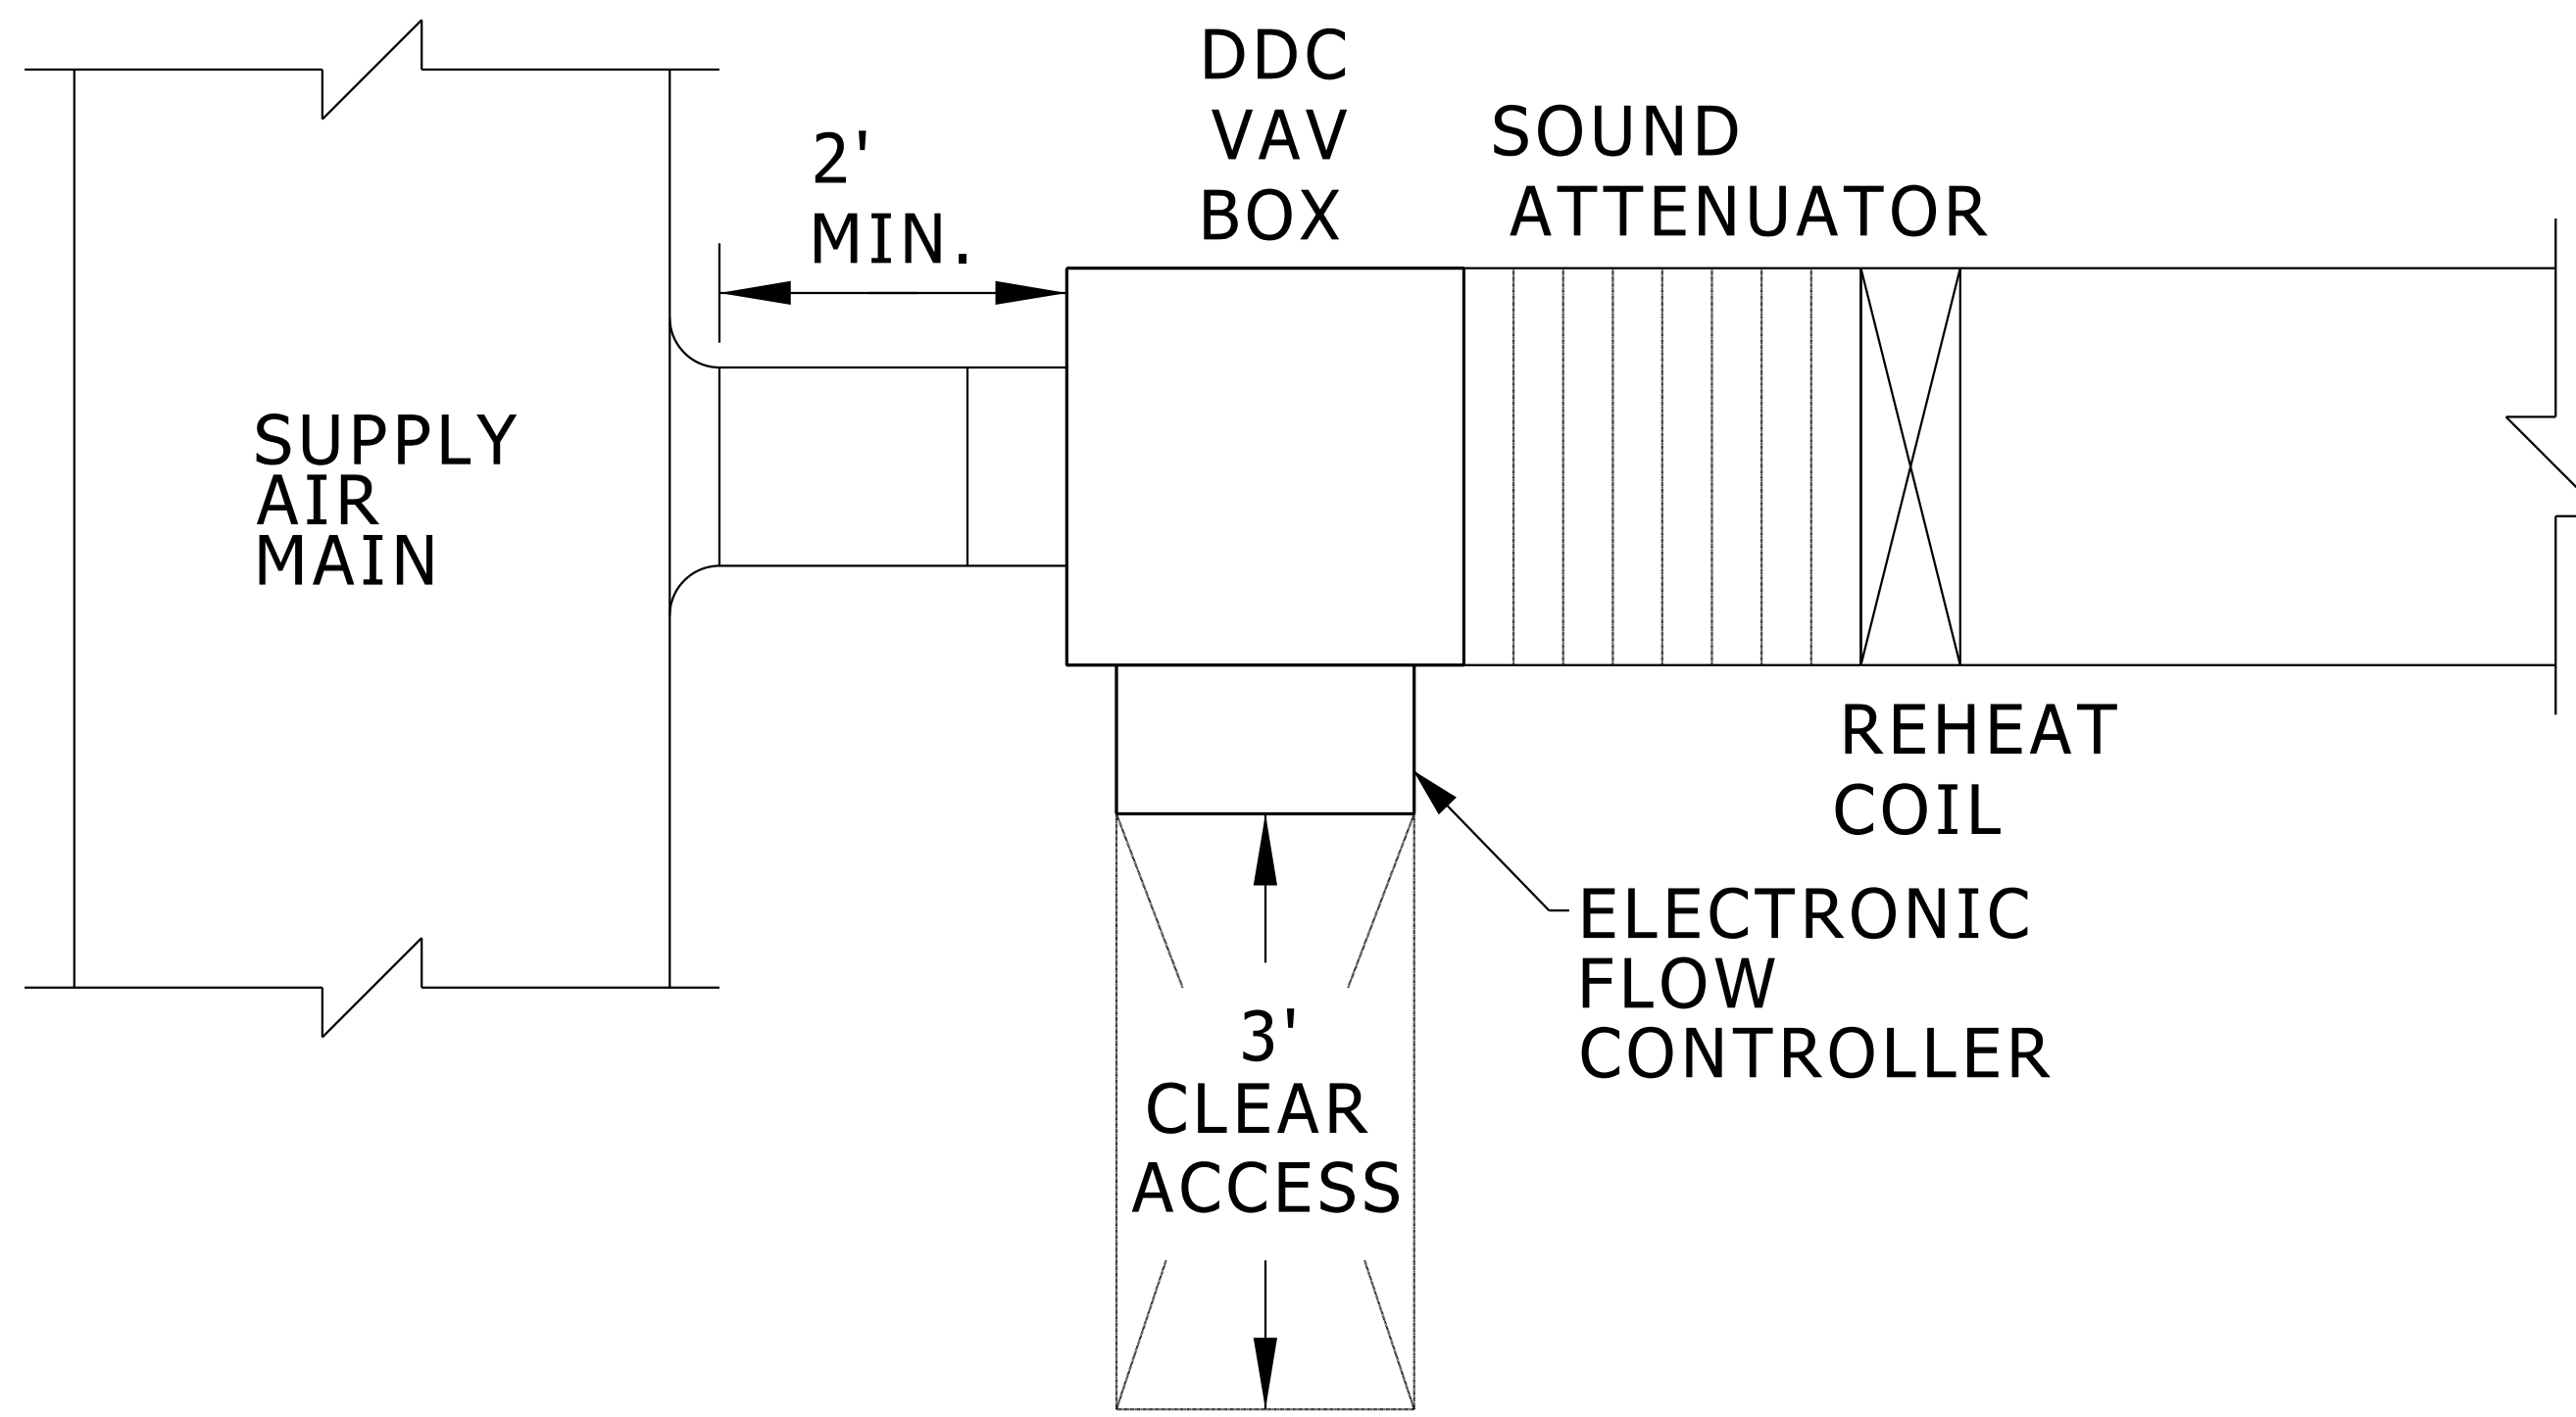 DDC
VAV
BOX
SOUND
ATTENUATOR
2'
MIN.
SUPPLY
AIR
MAIN
REHEAT
COIL
ELECTRONIC
FLOW
CONTROLLER
3'
CLEAR
ACCESS